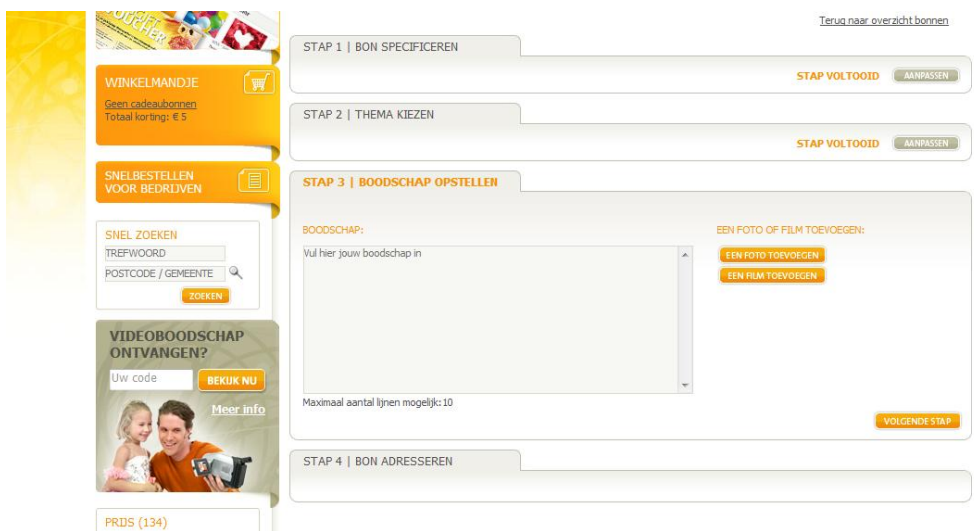 VOUCHER
WINKELMANDJE
Geen cadeaubonnen
Totaal korting: € 5
SNELBESTELLEN
VOOR BEDRIJVEN
SNEL ZOEKEN
TREFWOORD
POSTCODE / GEMEENTE
ZOEKEN
VIDEOBOODSCHAP
ONTVANGEN?
Uw code
BEKIJK NU
Meer info
PRIJS (134)
Terug naar overzicht bonnen
STAP 1 | BON SPECIFICEREN
STAP VOLTOOID AANPASSEN
STAP 2 | THEMA KIEZEN
STAP VOLTOOID AANPASSEN
STAP 3 | BOODSCHAP OPSTELLEN
BOODSCHAP:
Vul hier jouw boodschap in
Maximaal aantal lijnen mogelijk: 10
EEN FOTO OF FILM TOEVOEGEN:
EEN FOTO TOEVOEGEN
EEN FILM TOEVOEGEN
VOLGENDE STAP
STAP 4 | BON ADRESSEREN